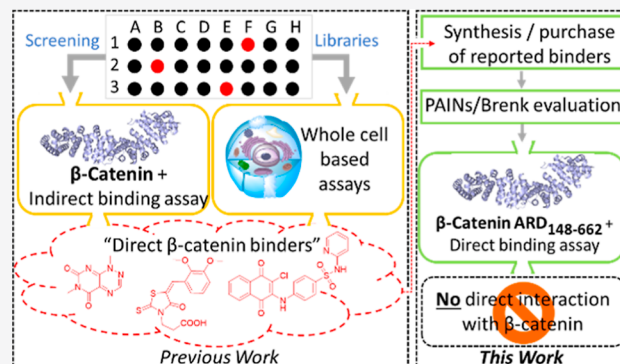 Screening
Libraries
A B C D E F G H
1
2
3
β-Catenin +
Indirect binding assay
Whole cell
based
assays
"Direct β-catenin binders"
N
N
N
N
N
O
O
O
O
S
S
N
O
COOH
O
O
Cl
N
H
O
S
O
NH
N
Previous Work
Synthesis / purchase
of reported binders
PAINs/Brenk evaluation
β-Catenin ARD148-662 +
Direct binding assay
No direct interaction
with β-catenin
This Work